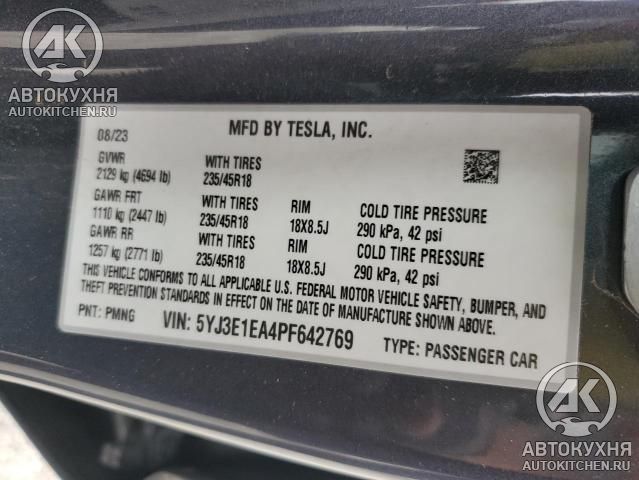 АК
АВТОКУХНЯ
AUTOKITCHEN.RU
08/23
MFD BY TESLA, INC.
GVWR
2129 kg (4694 lb)
WITH TIRES
235/45R18
GAWR FRT
1110 kg (2447 lb)
WITH TIRES
235/45R18
RIM
18X8.5J
COLD TIRE PRESSURE
290 kPa, 42 psi
GAWR RR
1257 kg (2771 lb)
WITH TIRES
235/45R18
RIM
18X8.5J
COLD TIRE PRESSURE
290 kPa, 42 psi
THIS VEHICLE CONFORMS TO ALL APPLICABLE U.S. FEDERAL MOTOR VEHICLE SAFETY, BUMPER, AND
THEFT PREVENTION STANDARDS IN EFFECT ON THE DATE OF MANUFACTURE SHOWN ABOVE.
PNT: PMNG
VIN: 5YJ3E1EA4PF642769
TYPE: PASSENGER CAR
АК
АВТОКУХНЯ
AUTOKITCHEN.RU